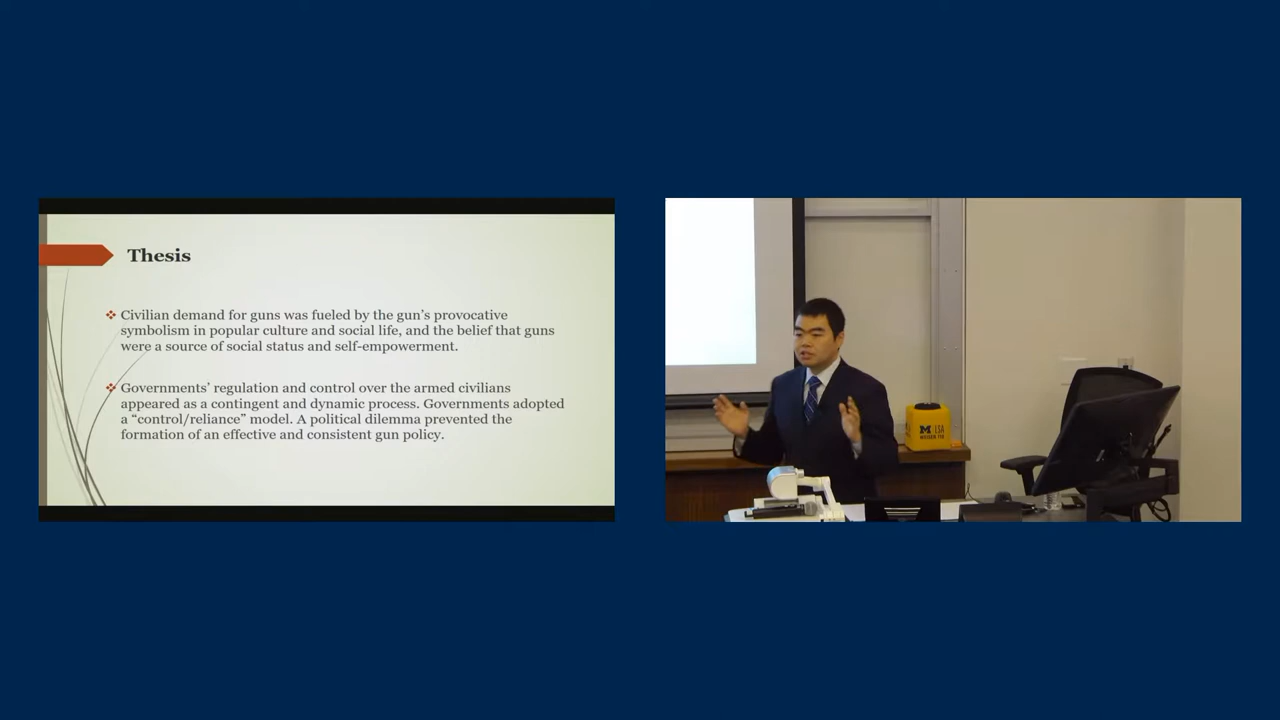 Thesis
Civilian demand for guns was fueled by the gun's provocative
symbolism in popular culture and social life, and the belief that guns
were a source of social status and self-empowerment.
Governments' regulation and control over the armed civilians
appeared as a contingent and dynamic process. Governments adopted
a “control/reliance” model. A political dilemma prevented the
formation of an effective and consistent gun policy.
M LSA
WEISER FYE